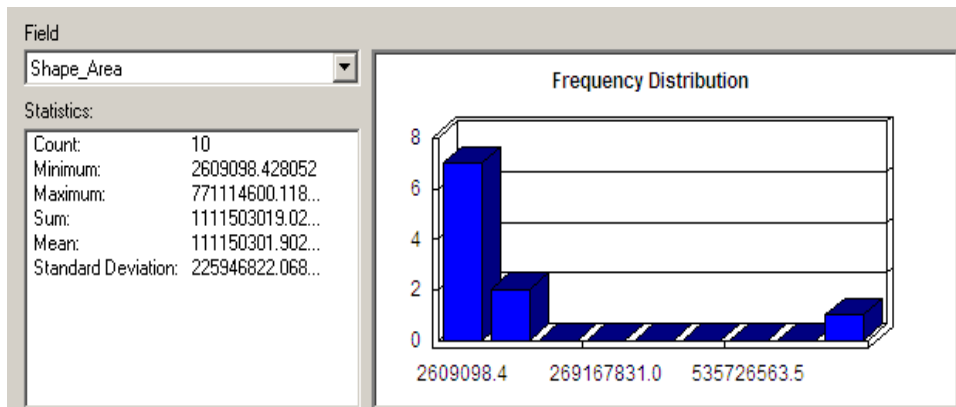 Field
Shape_Area
Statistics:
Count: 10
Minimum: 2609098.428052
Maximum: 771114600.118...
Sum: 1111503019.02...
Mean: 111150301.902...
Standard Deviation: 225946822.068...
Frequency Distribution
8
6
4
2
0
2609098.4 269167831.0 535726563.5